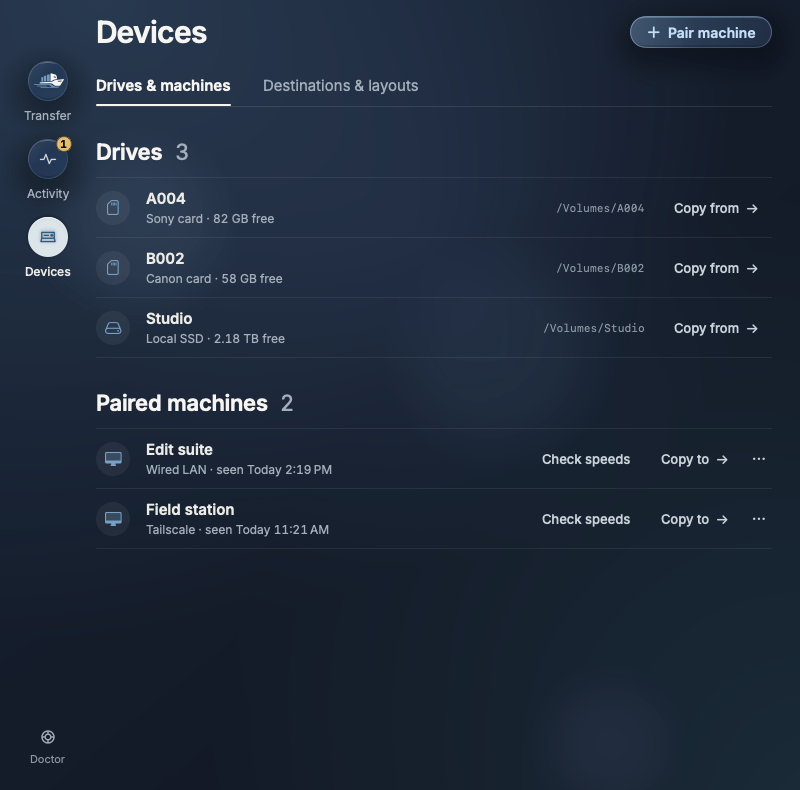 Devices
+ Pair machine
Transfer
1
Activity
Devices
Doctor
Drives & machines
Destinations & layouts
Drives 3
A004
Sony card · 82 GB free
/Volumes/A004
Copy from →
B002
Canon card · 58 GB free
/Volumes/B002
Copy from →
Studio
Local SSD · 2.18 TB free
/Volumes/Studio
Copy from →
Paired machines 2
Edit suite
Wired LAN · seen Today 2:19 PM
Check speeds
Copy to →
···
Field station
Tailscale · seen Today 11:21 AM
Check speeds
Copy to →
···